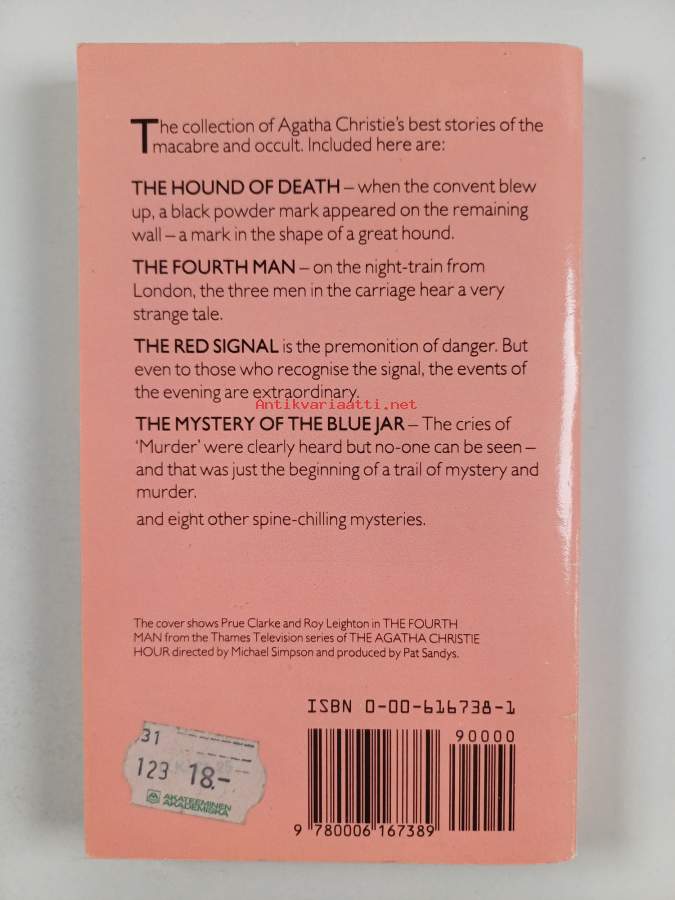 The collection of Agatha Christie's best stories of the
macabre and occult. Included here are:
THE HOUND OF DEATH – when the convent blew
up, a black powder mark appeared on the remaining
wall – a mark in the shape of a great hound.
THE FOURTH MAN – on the night-train from
London, the three men in the carriage hear a very
strange tale.
THE RED SIGNAL is the premonition of danger. But
even to those who recognise the signal, the events of
the evening are extraordinary.
Antikvariaatti.net
THE MYSTERY OF THE BLUE JAR – The cries of
'Murder' were clearly heard but no-one can be seen –
and that was just the beginning of a trail of mystery and
murder.
and eight other spine-chilling mysteries.
The cover shows Prue Clarke and Roy Leighton in THE FOURTH
MAN from the Thames Television series of THE AGATHA CHRISTIE
HOUR directed by Michael Simpson and produced by Pat Sandys.
ISBN 0-00-616738-1
90000
9 780006 167389
31
123 18.-
AKATEEMINEN
AKADEMISKA